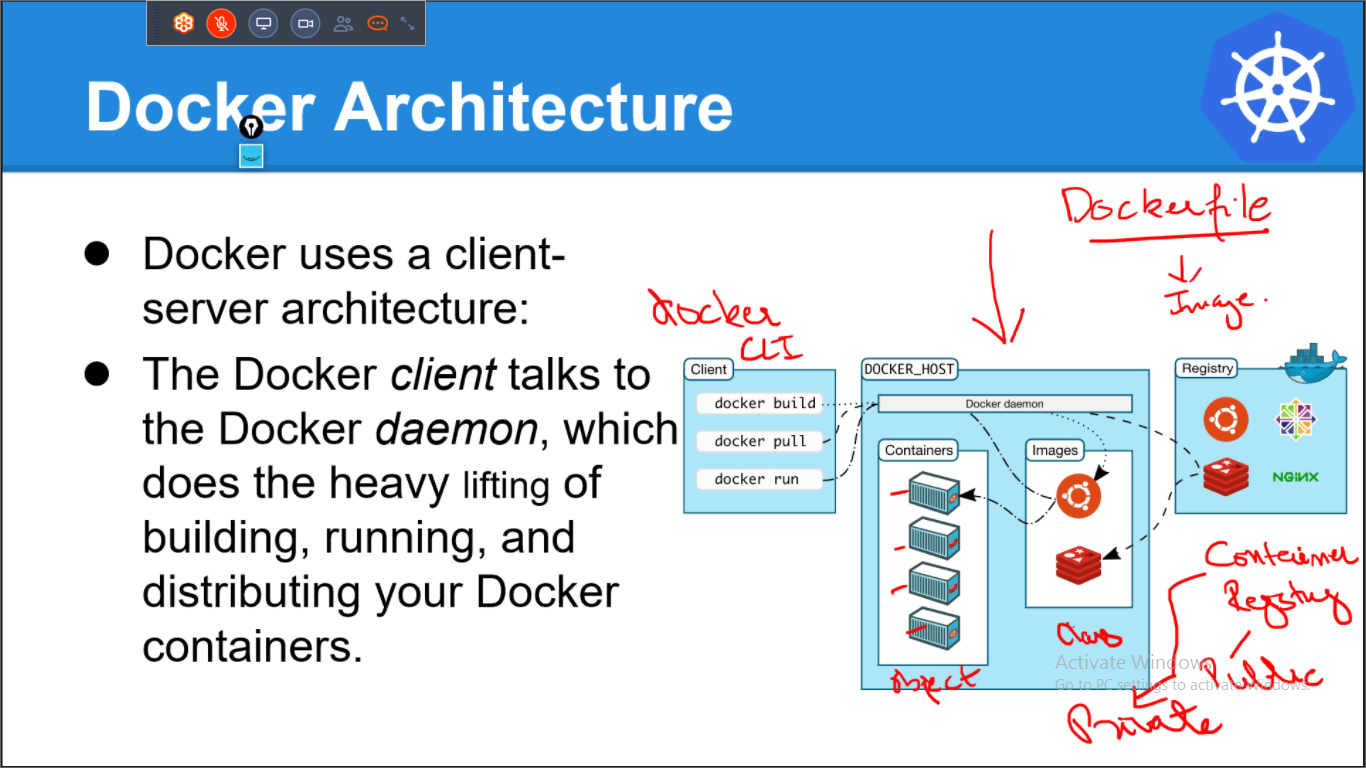 Docker Architecture
● Docker uses a client-
server architecture:
● The Docker client talks to
the Docker daemon, which
does the heavy lifting of
building, running, and
distributing your Docker
containers.
Dockerfile
Image.
docker
CLI
Client
docker build
docker pull
docker run
DOCKER_HOST
Docker daemon
Containers
Images
Registry
NGINX
Class
object
Container
Registry
Public
Private
Activate Windows
Go to PC settings to activate Windows.